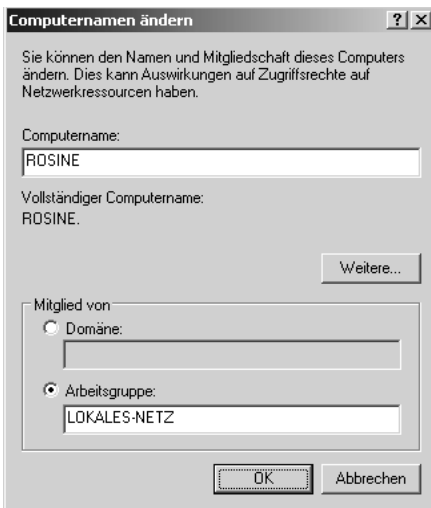 Computernamen ändern
Sie können den Namen und Mitgliedschaft dieses Computers
ändern. Dies kann Auswirkungen auf Zugriffsrechte auf
Netzwerkressourcen haben.
Computername:
ROSINE
Vollständiger Computername:
ROSINE.
Weitere...
Mitglied von
Domäne:
Arbeitsgruppe:
LOKALES-NETZ
OK Abbrechen